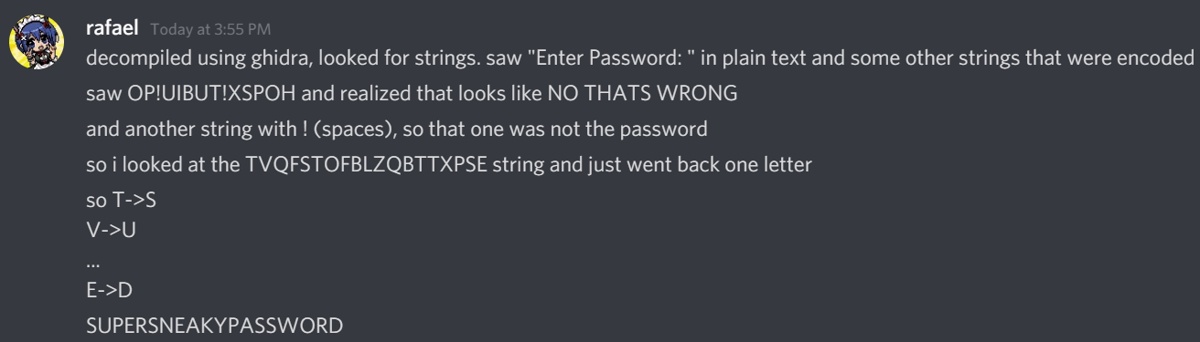 rafael Today at 3:55 PM
decompiled using ghidra, looked for strings. saw "Enter Password: " in plain text and some other strings that were encoded
saw OP!UIBUT!XSPOH and realized that looks like NO THATS WRONG
and another string with ! (spaces), so that one was not the password
so i looked at the TVQFSTOFBLZQBTTXPSE string and just went back one letter
so T->S
V->U
...
E->D
SUPERSNEAKYPASSWORD